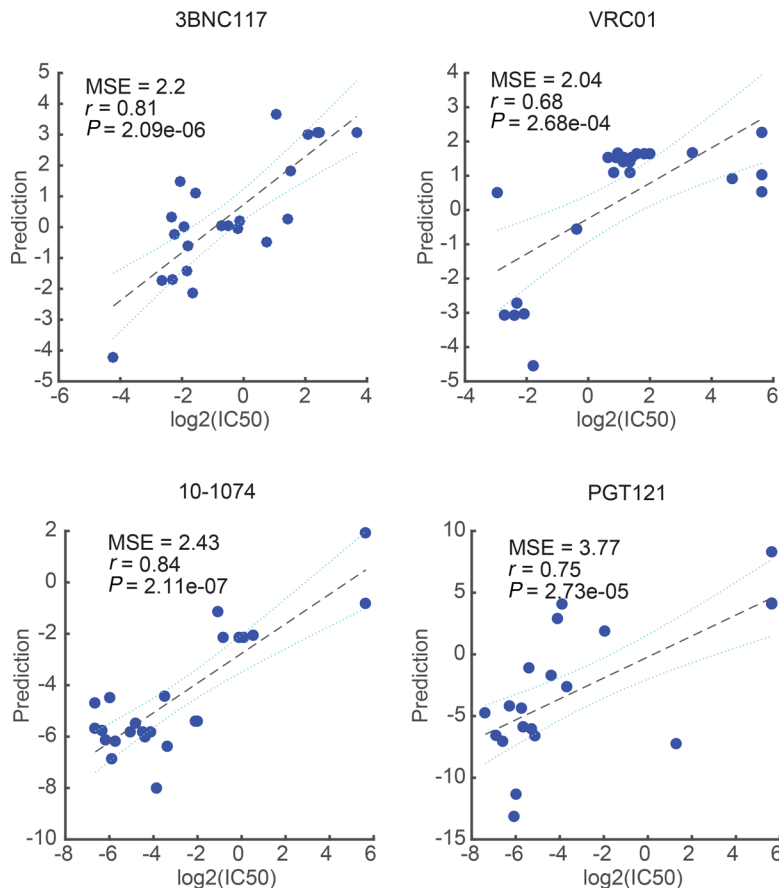 3BNC117
MSE = 2.2
r = 0.81
P = 2.09e-06
5
4
3
2
1
0
-1
-2
-3
-4
-5
Prediction
6 -4 -2 0 2 4
log2(IC50)
VRC01
MSE = 2.04
r = 0.68
P = 2.68e-04
4
3
2
1
0
-1
-2
-3
-4
-5
Prediction
-4 -2 0 2 4 6
log2(IC50)
10-1074
MSE = 2.43
r = 0.84
P = 2.11e-07
2
0
-2
-4
-6
-8
-10
Prediction
-8 -6 -4 -2 0 2 4 6
log2(IC50)
PGT121
MSE = 3.77
r = 0.75
P = 2.73e-05
10
5
0
-5
-10
-15
Prediction
-8 -6 -4 -2 0 2 4 6
log2(IC50)